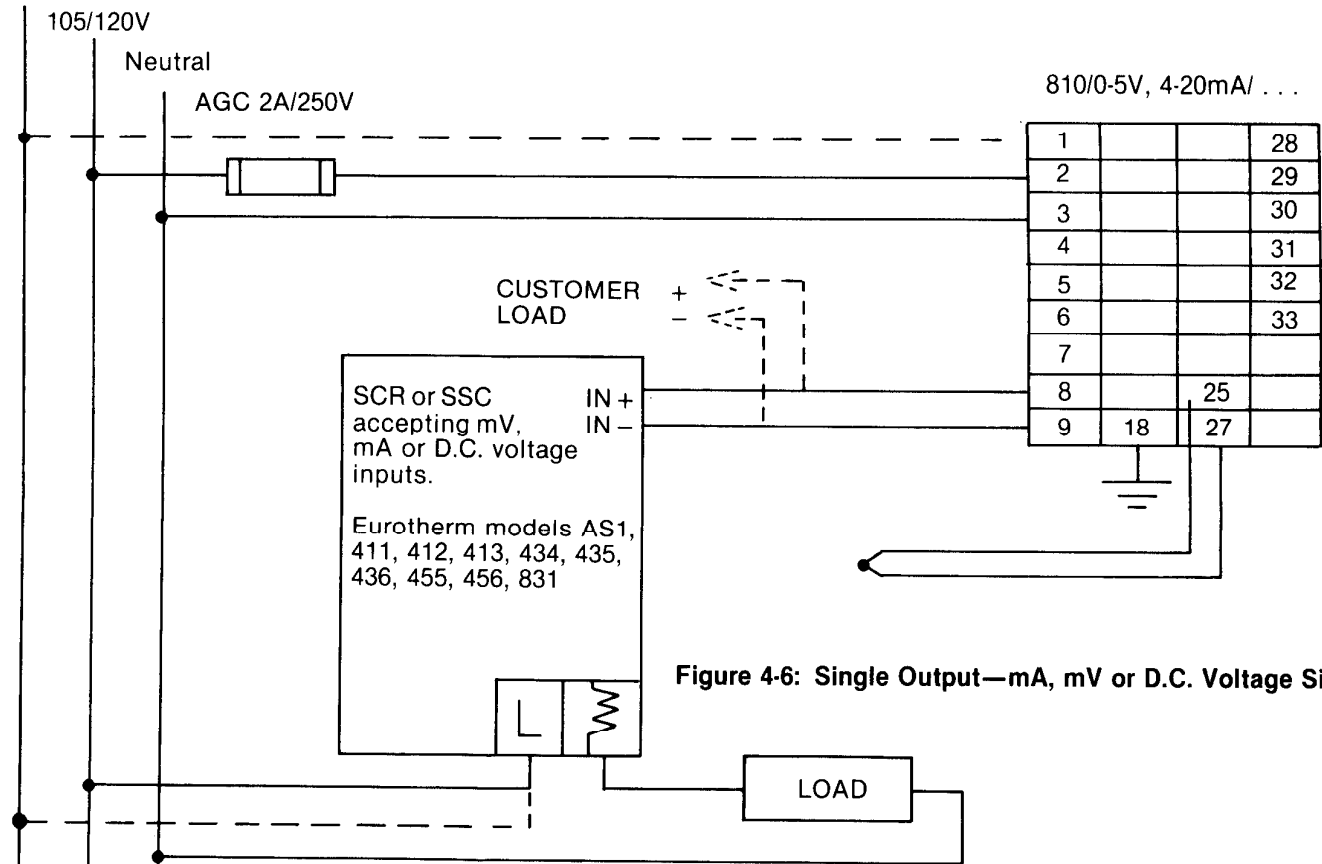 105/120V
Neutral
AGC 2A/250V
810/0-5V, 4-20mA/ . . .
1 28
2 29
3 30
4 31
5 32
6 33
7
8 25
9 18 27
CUSTOMER +
LOAD −
SCR or SSC IN +
accepting mV, IN −
mA or D.C. voltage
inputs.
Eurotherm models AS1,
411, 412, 413, 434, 435,
436, 455, 456, 831
L
Figure 4-6: Single Output—mA, mV or D.C. Voltage Si
LOAD